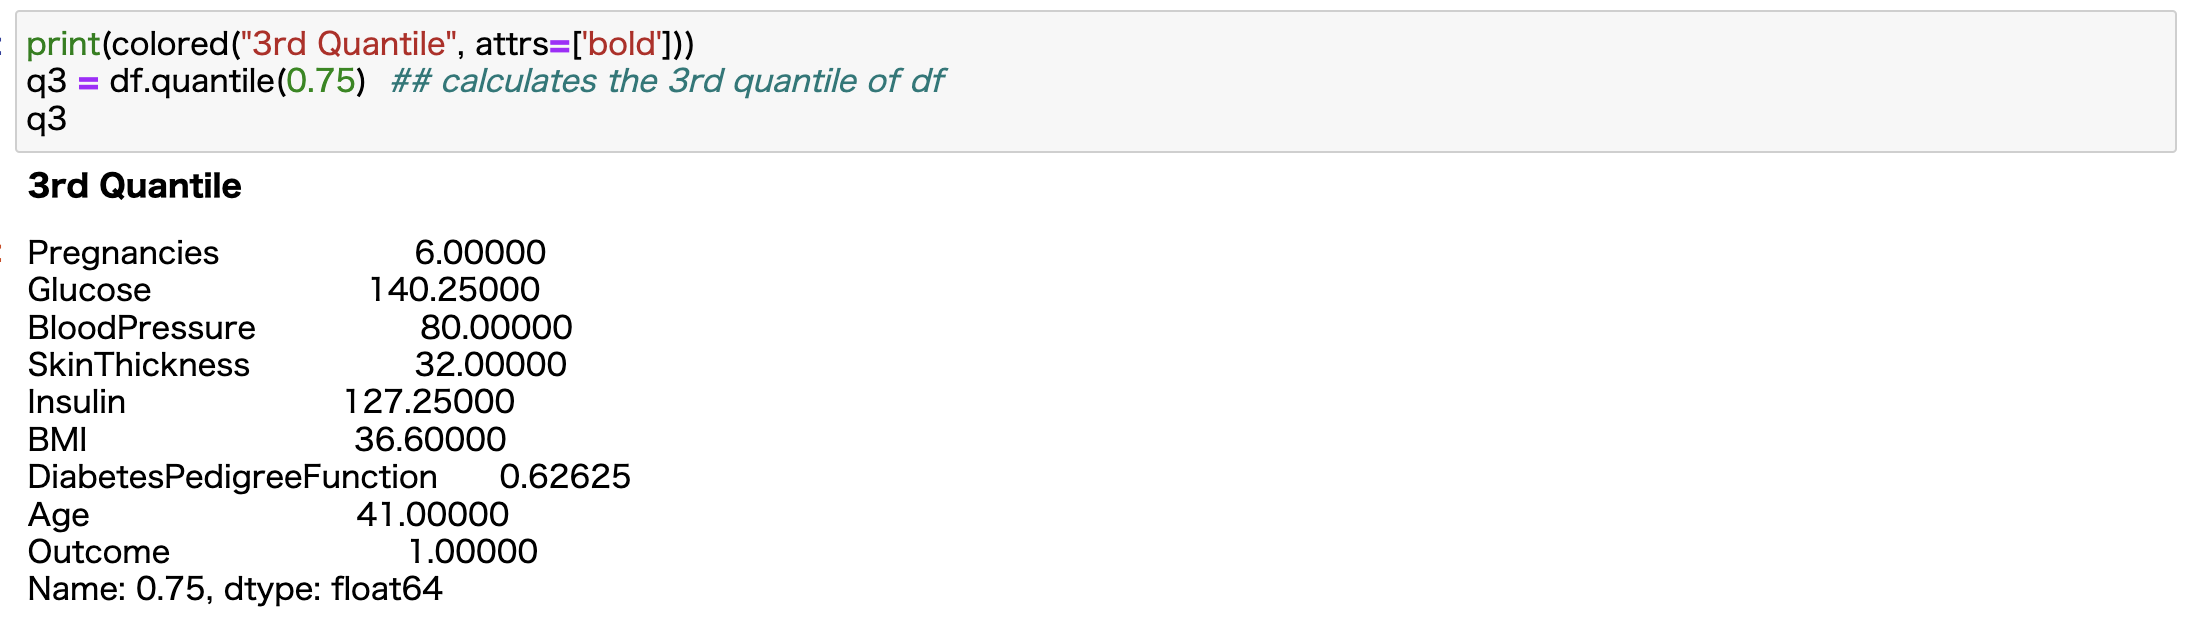 print(colored("3rd Quantile", attrs=['bold']))
q3 = df.quantile(0.75)  ## calculates the 3rd quantile of df
q3
3rd Quantile
Pregnancies 6.00000
Glucose 140.25000
BloodPressure 80.00000
SkinThickness 32.00000
Insulin 127.25000
BMI 36.60000
DiabetesPedigreeFunction 0.62625
Age 41.00000
Outcome 1.00000
Name: 0.75, dtype: float64